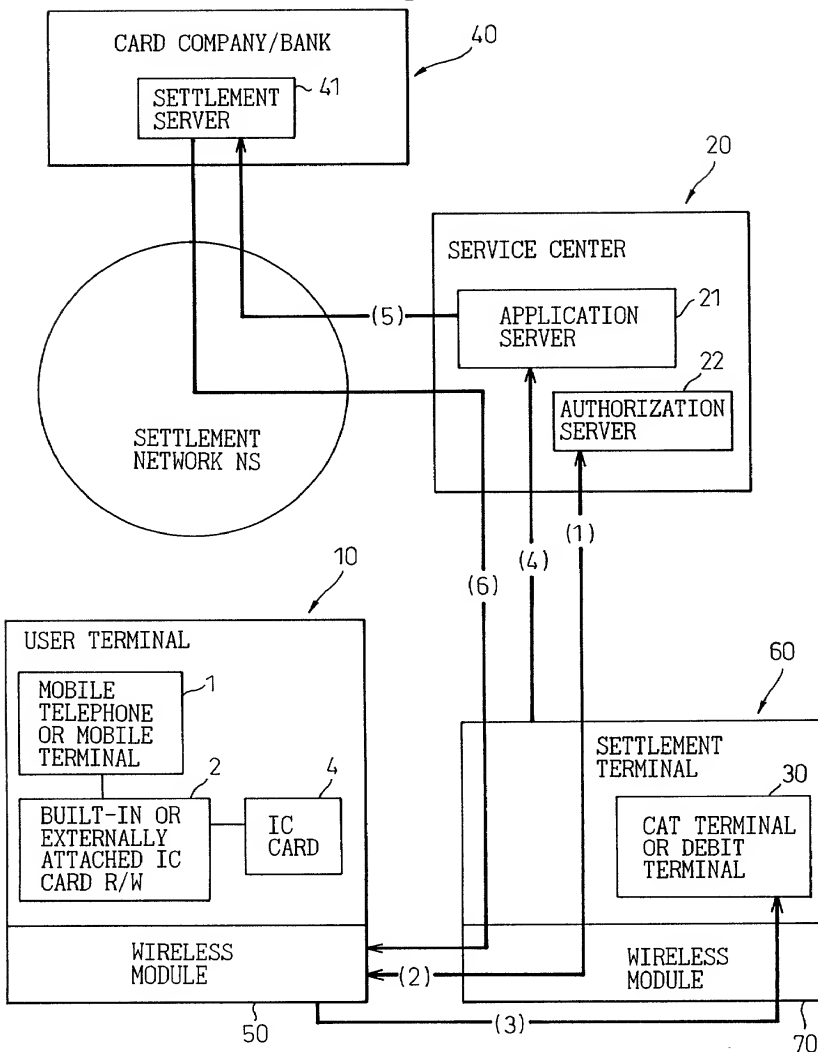 CARD COMPANY/BANK
40
SETTLEMENT
SERVER
41
20
SERVICE CENTER
APPLICATION
SERVER
21
22
AUTHORIZATION
SERVER
(5)
SETTLEMENT
NETWORK NS
(1)
(4)
(6)
10
USER TERMINAL
1
MOBILE
TELEPHONE
OR MOBILE
TERMINAL
2
BUILT-IN OR
EXTERNALLY
ATTACHED IC
CARD R/W
4
IC
CARD
60
SETTLEMENT
TERMINAL
30
CAT TERMINAL
OR DEBIT
TERMINAL
WIRELESS
MODULE
(2)
WIRELESS
MODULE
50
(3)
70